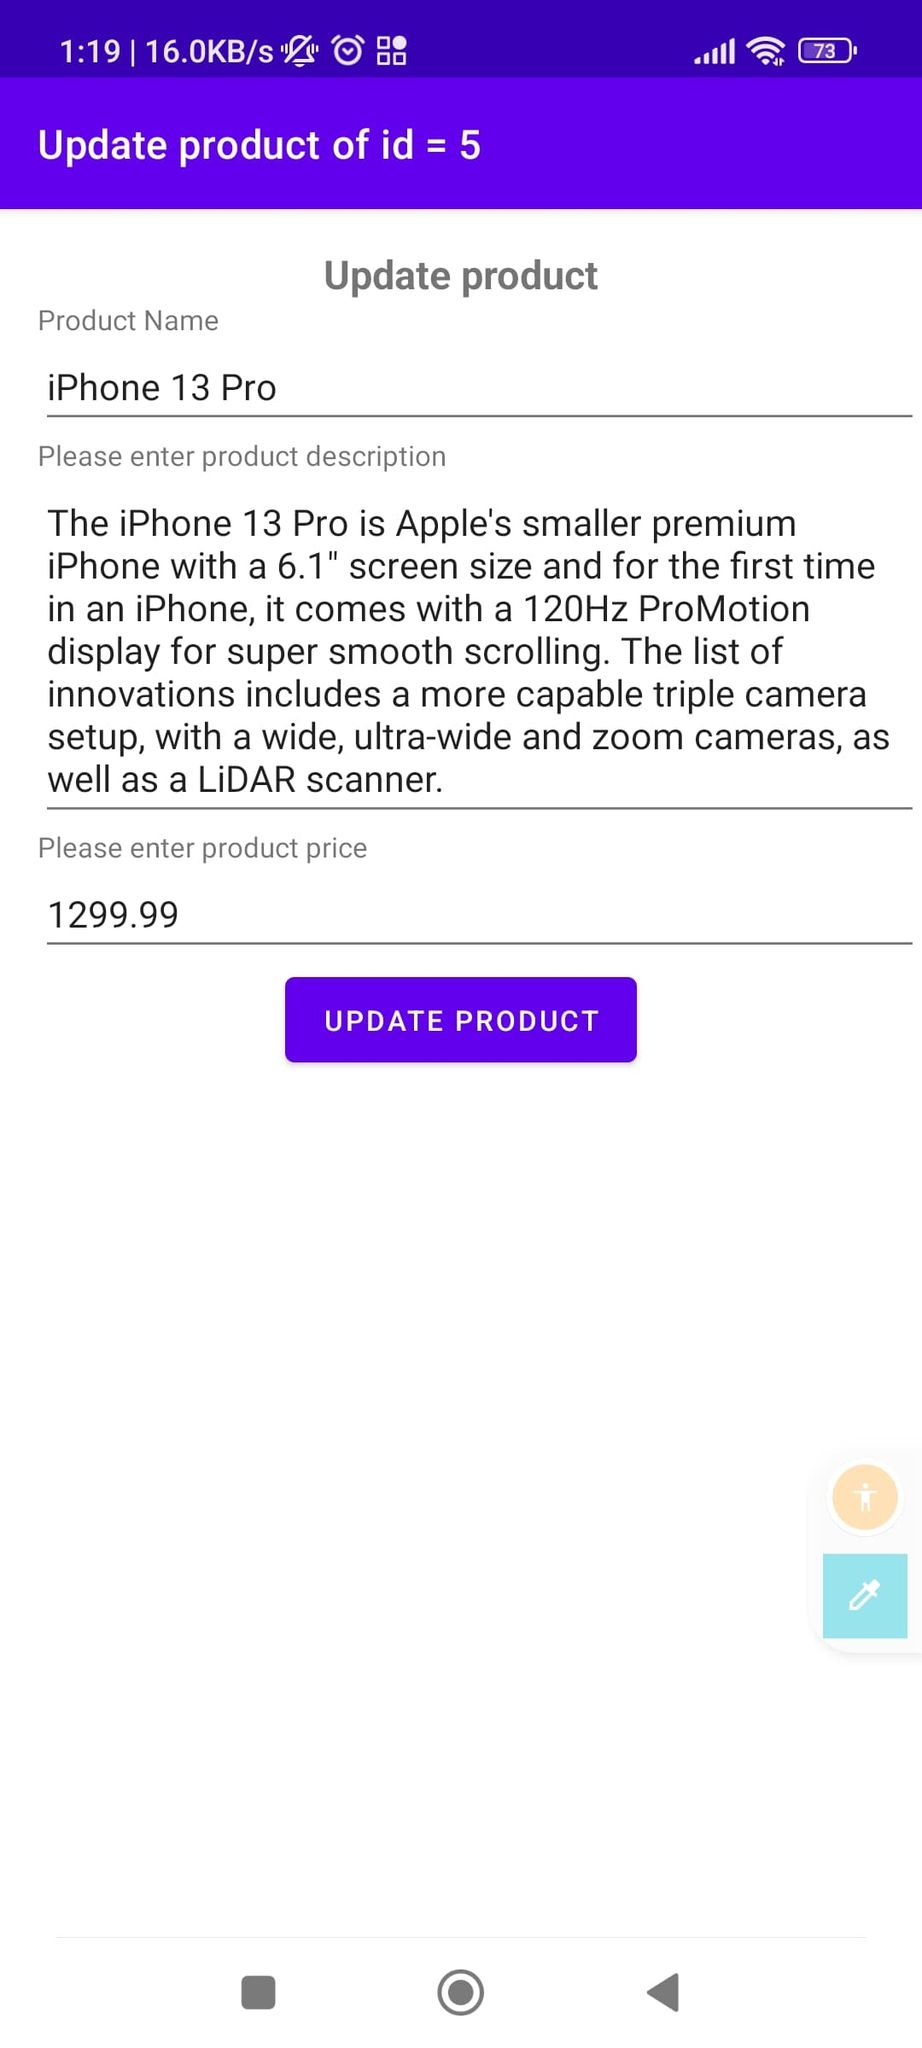 1:19 | 16.0KB/s
73
Update product of id = 5
Update product
Product Name
iPhone 13 Pro
Please enter product description
The iPhone 13 Pro is Apple's smaller premium
iPhone with a 6.1" screen size and for the first time
in an iPhone, it comes with a 120Hz ProMotion
display for super smooth scrolling. The list of
innovations includes a more capable triple camera
setup, with a wide, ultra-wide and zoom cameras, as
well as a LiDAR scanner.
Please enter product price
1299.99
UPDATE PRODUCT